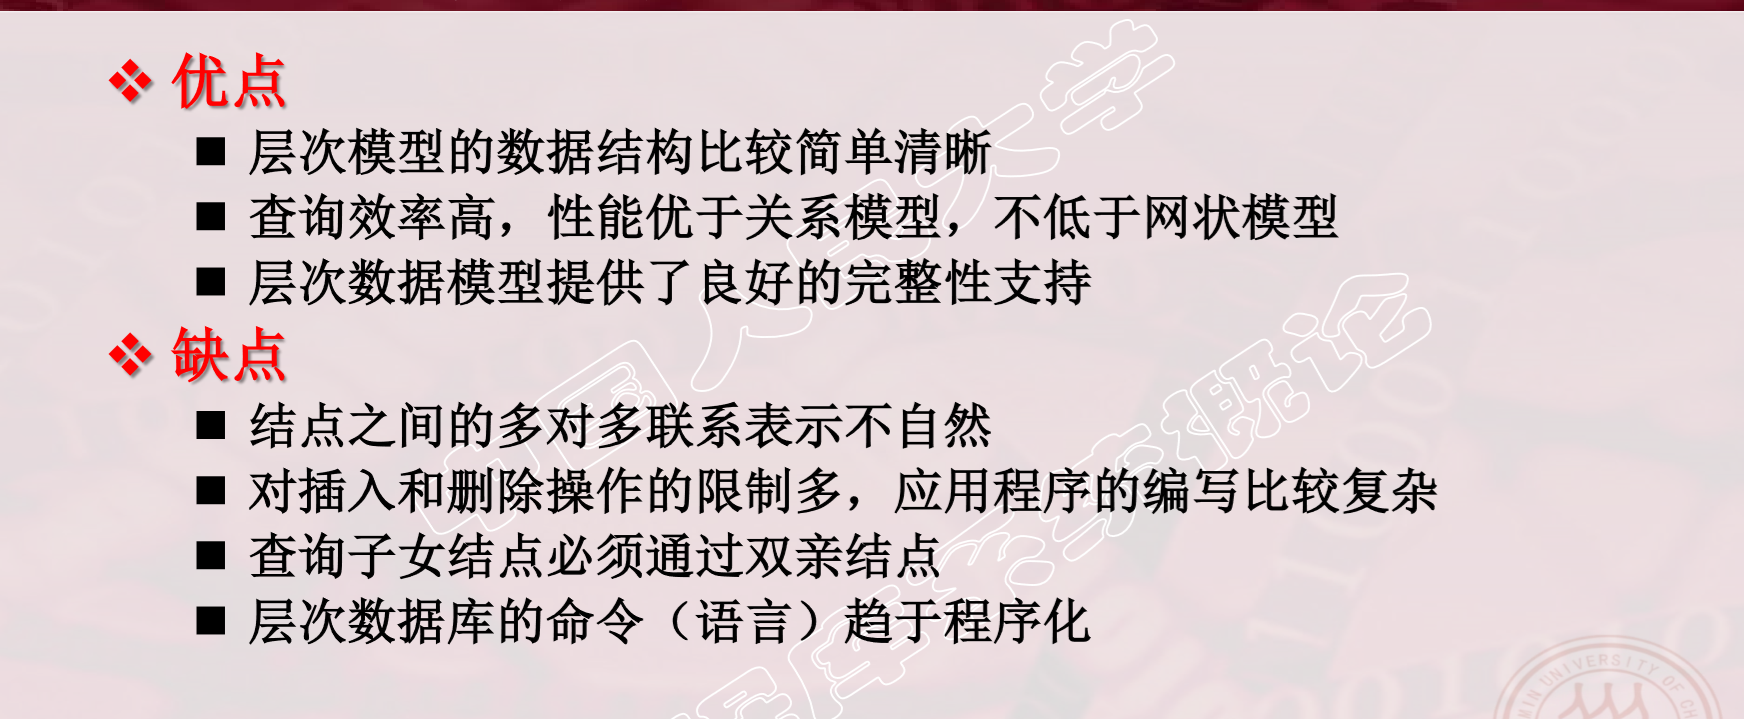 优点
层次模型的数据结构比较简单清晰
查询效率高，性能优于关系模型，不低于网状模型
层次数据模型提供了良好的完整性支持
缺点
结点之间的多对多联系表示不自然
对插入和删除操作的限制多，应用程序的编写比较复杂
查询子女结点必须通过双亲结点
层次数据库的命令（语言）趋于程序化
中国人民大学